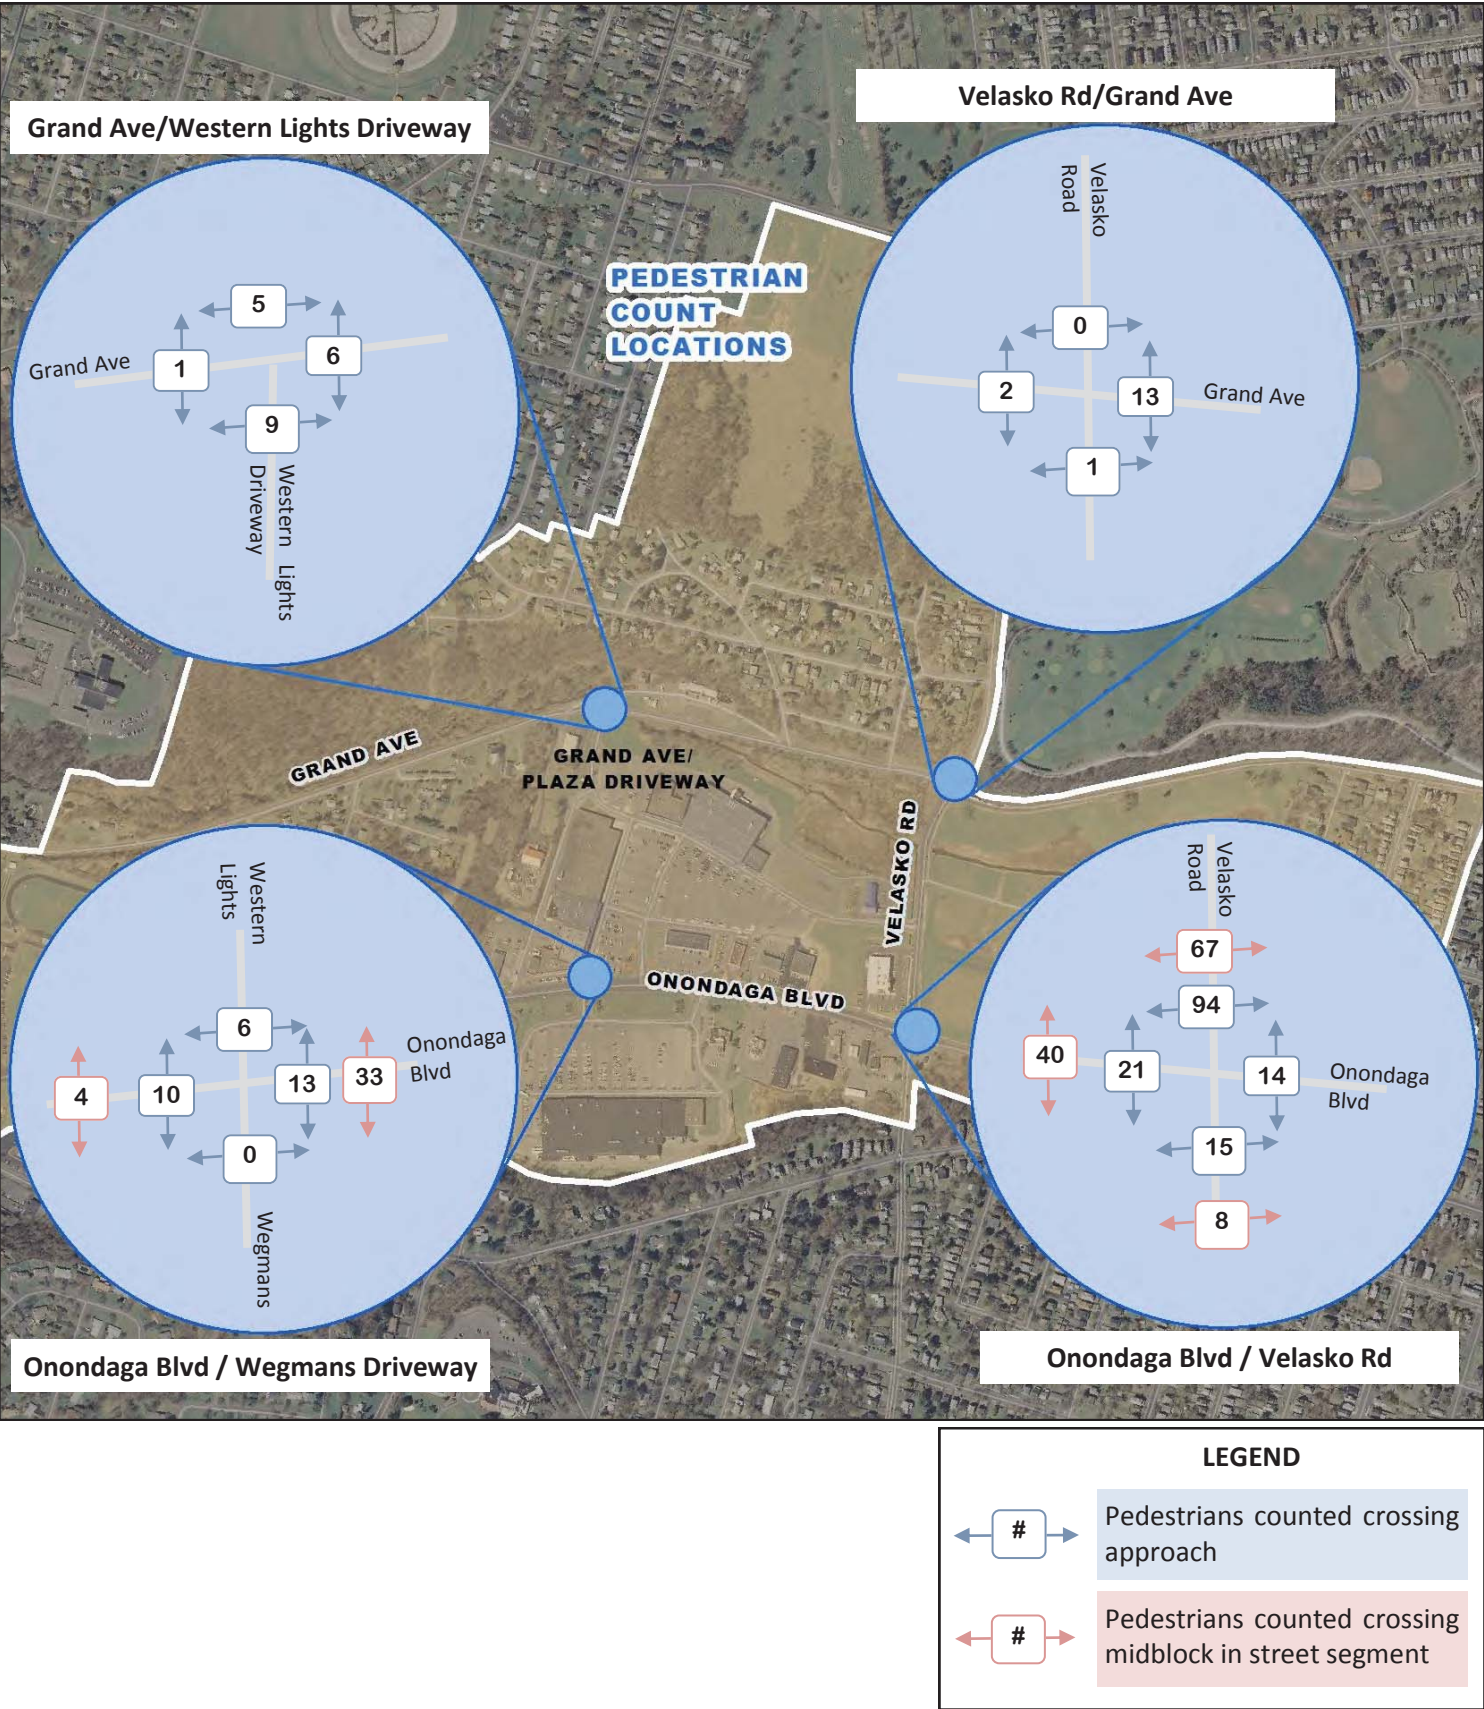 Grand Ave/Western Lights Driveway
Velasko Rd/Grand Ave
PEDESTRIAN
COUNT
LOCATIONS
5
1
6
9
Grand Ave
Western Lights
Driveway
Velasko
Road
0
2
13
1
Grand Ave
GRAND AVE
GRAND AVE/
PLAZA DRIVEWAY
VELASKO RD
ONONDAGA BLVD
Western
Lights
6
4
10
13
33
0
Onondaga
Blvd
Wegmans
Velasko
Road
67
94
40
21
14
15
8
Onondaga
Blvd
Onondaga Blvd / Wegmans Driveway
Onondaga Blvd / Velasko Rd
LEGEND
#
Pedestrians counted crossing
approach
#
Pedestrians counted crossing
midblock in street segment